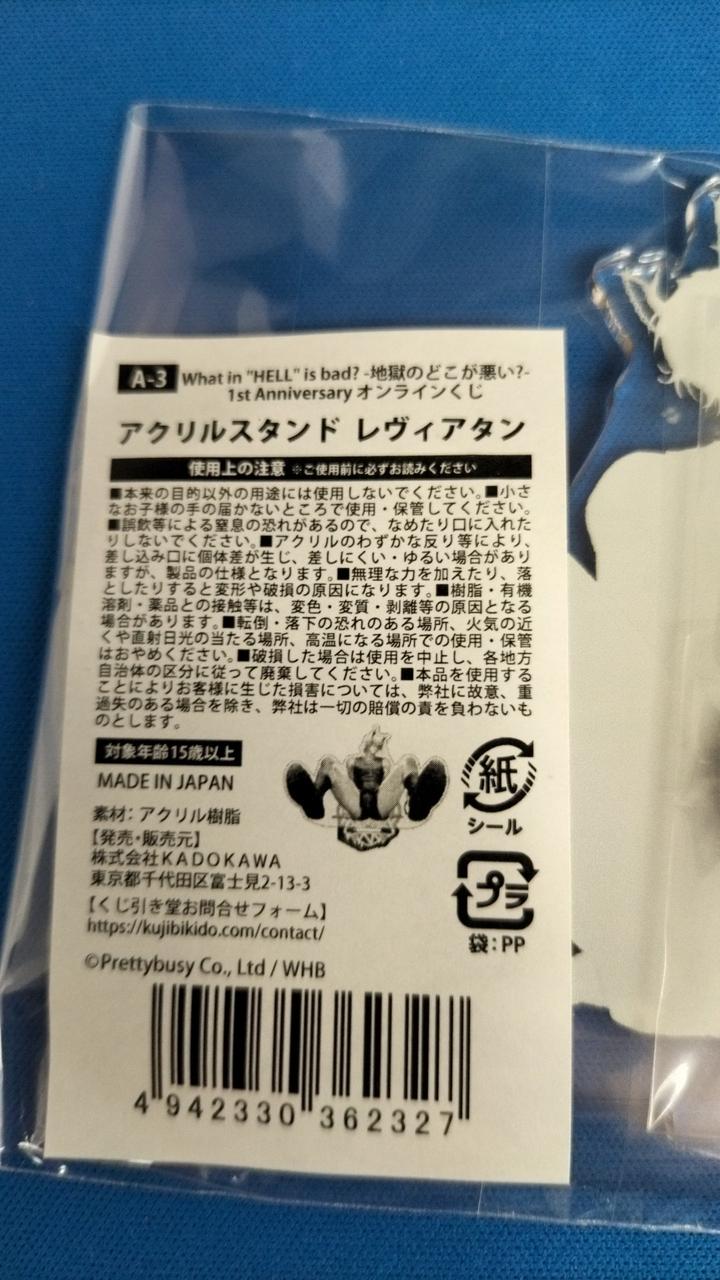 A-3 What in "HELL" is bad? -地獄のどこが悪い?-
1st Anniversary オンラインくじ
アクリルスタンド レヴィアタン
使用上の注意 ※ご使用前に必ずお読みください
■本来の目的以外の用途には使用しないでください。■小さ
なお子様の手の届かないところで使用・保管してください。
■誤飲等による窒息の恐れがあるので、なめたり口に入れた
りしないでください。■アクリルのわずかな反り等により、
差し込み口に個体差が生じ、差しにくい・ゆるい場合があり
ますが、製品の仕様となります。■無理な力を加えたり、落
としたりすると変形や破損の原因になります。■樹脂・有機
溶剤・薬品との接触等は、変色・変質・剥離等の原因となる
場合があります。■転倒・落下の恐れのある場所、火気の近
くや直射日光の当たる場所、高温になる場所での使用・保管
はおやめください。■破損した場合は使用を中止し、各地方
自治体の区分に従って廃棄してください。■本品を使用する
ことによりお客様に生じた損害については、弊社に故意、重
過失のある場合を除き、弊社は一切の賠償の責を負わないも
のとします。
対象年齢15歳以上
MADE IN JAPAN
素材：アクリル樹脂
【発売・販売元】
株式会社KADOKAWA
東京都千代田区富士見2-13-3
【くじ引き堂お問合せフォーム】
https://kujibikido.com/contact/
紙
シール
プラ
袋：PP
©Prettybusy Co., Ltd / WHB
4 942330 362327